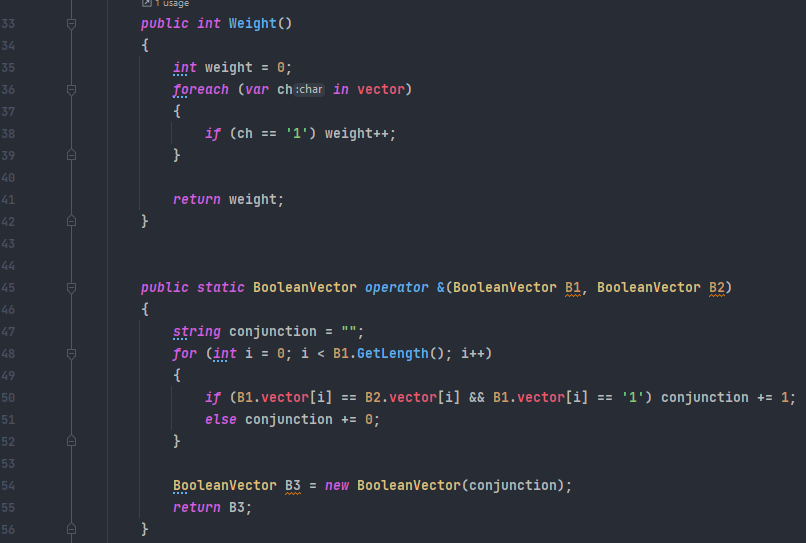 1 usage
33 public int Weight()
34 {
35 int weight = 0;
36 foreach (var ch :char in vector)
37 {
38 if (ch == '1') weight++;
39 }
40
41 return weight;
42 }
43
44
45 public static BooleanVector operator &(BooleanVector B1, BooleanVector B2)
46 {
47 string conjunction = "";
48 for (int i = 0; i < B1.GetLength(); i++)
49 {
50 if (B1.vector[i] == B2.vector[i] && B1.vector[i] == '1') conjunction += 1;
51 else conjunction += 0;
52 }
53
54 BooleanVector B3 = new BooleanVector(conjunction);
55 return B3;
56 }